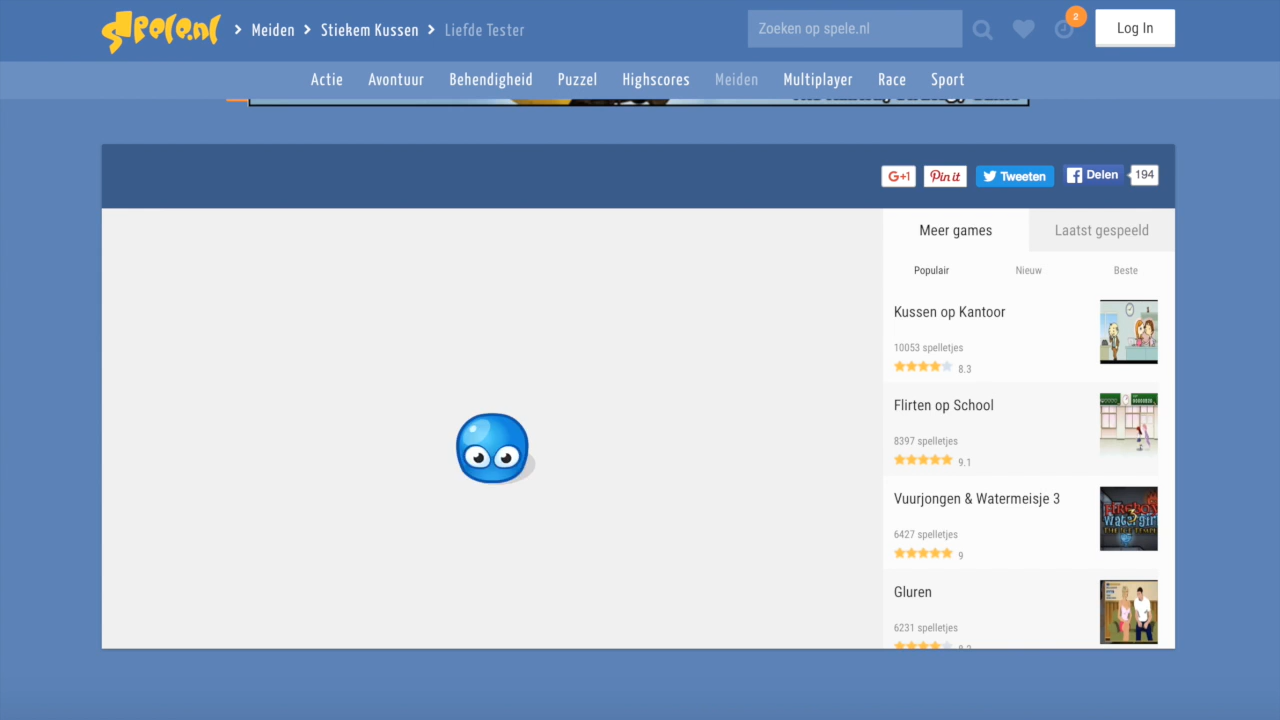 spele.nl > Meiden > Stiekem Kussen > Liefde Tester
Zoeken op spele.nl
2
Log In
Actie Avontuur Behendigheid Puzzel Highscores Meiden Multiplayer Race Sport
G+1 Pin it Tweeten Delen 194
Meer games Laatst gespeeld
Populair Nieuw Beste
Kussen op Kantoor
10053 spelletjes
8.3
Flirten op School
8397 spelletjes
9.1
Vuurjongen & Watermeisje 3
6427 spelletjes
9
Gluren
6231 spelletjes